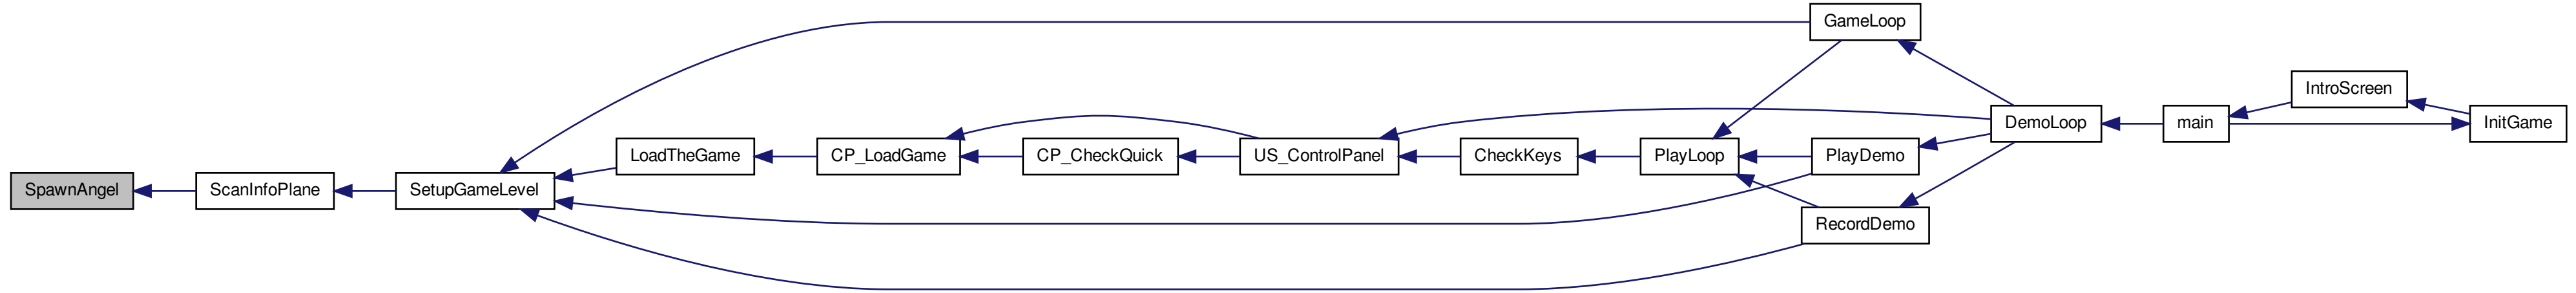 SpawnAngel
ScanInfoPlane
SetupGameLevel
LoadTheGame
CP_LoadGame
CP_CheckQuick
US_ControlPanel
CheckKeys
PlayLoop
GameLoop
PlayDemo
RecordDemo
DemoLoop
main
IntroScreen
InitGame